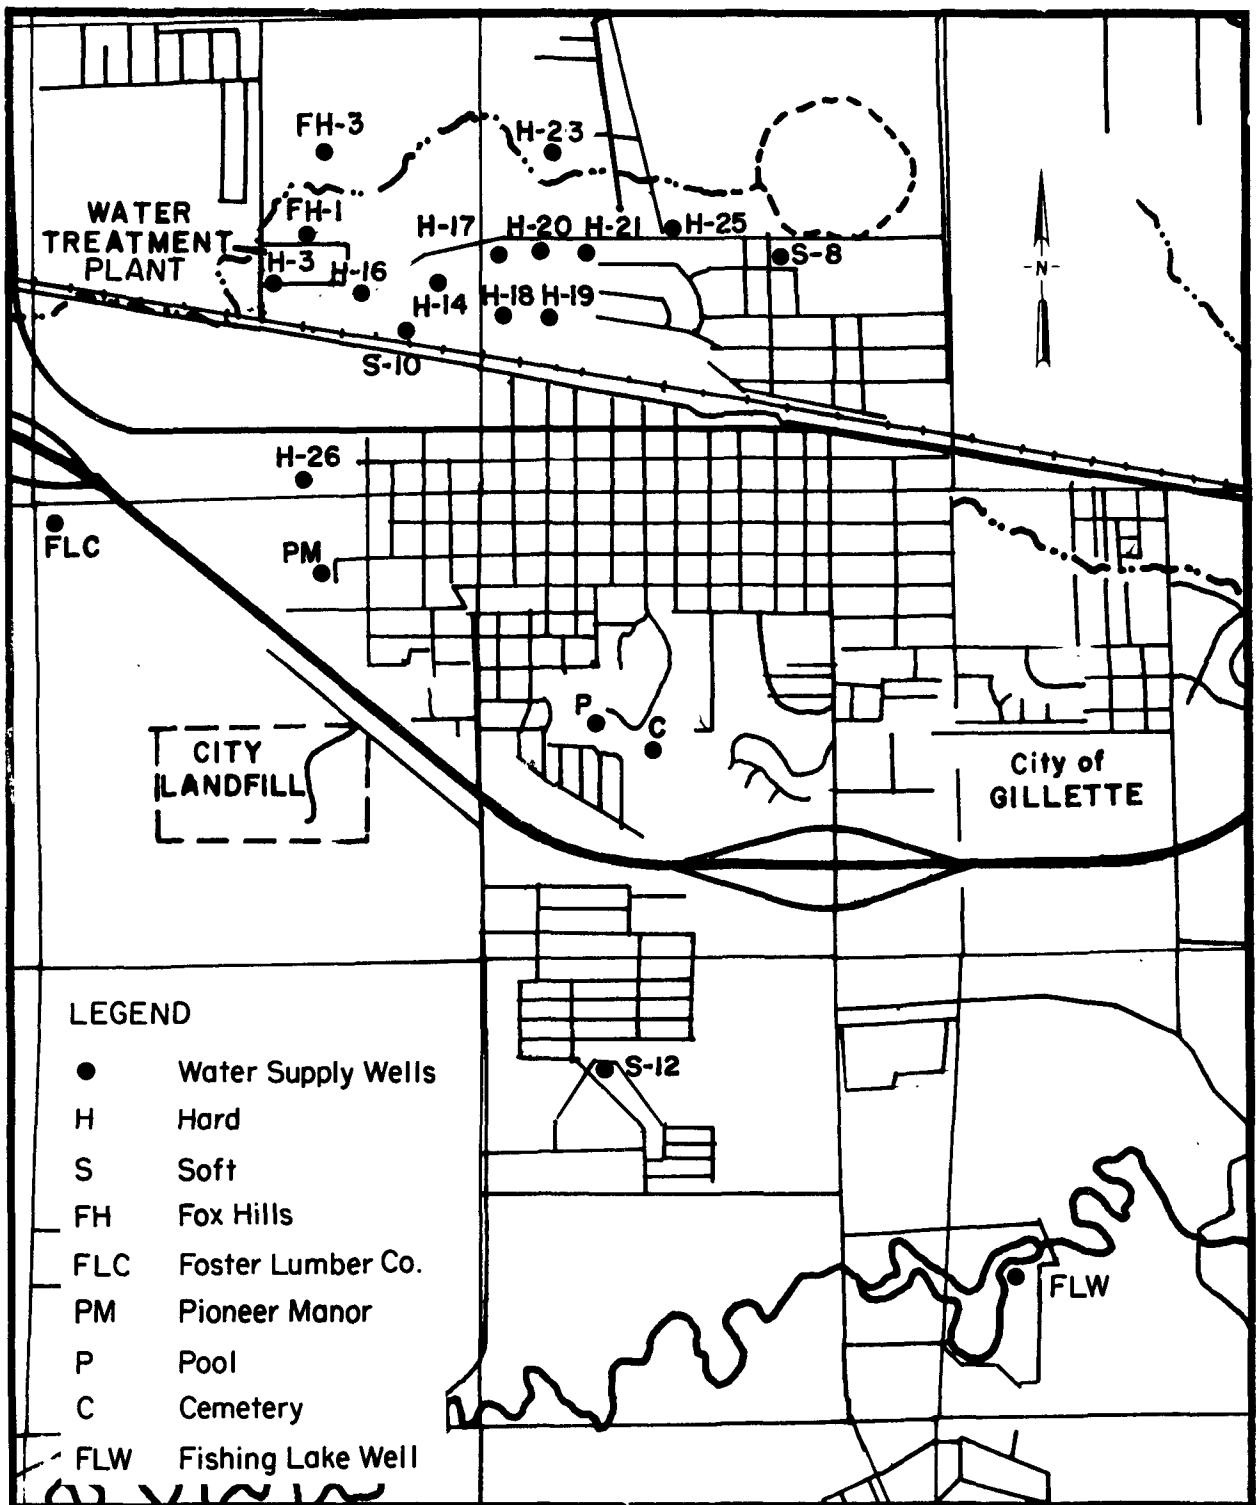 FH-3
H-23
WATER
TREATMENT
PLANT
FH-1
H-17
H-20
H-21
H-25
S-8
H-3
H-16
H-14
H-18
H-19
S-10
N
H-26
FLC
PM
P
C
CITY
LANDFILL
City of
GILLETTE
S-12
FLW
LEGEND
● Water Supply Wells
H Hard
S Soft
FH Fox Hills
FLC Foster Lumber Co.
PM Pioneer Manor
P Pool
C Cemetery
FLW Fishing Lake Well